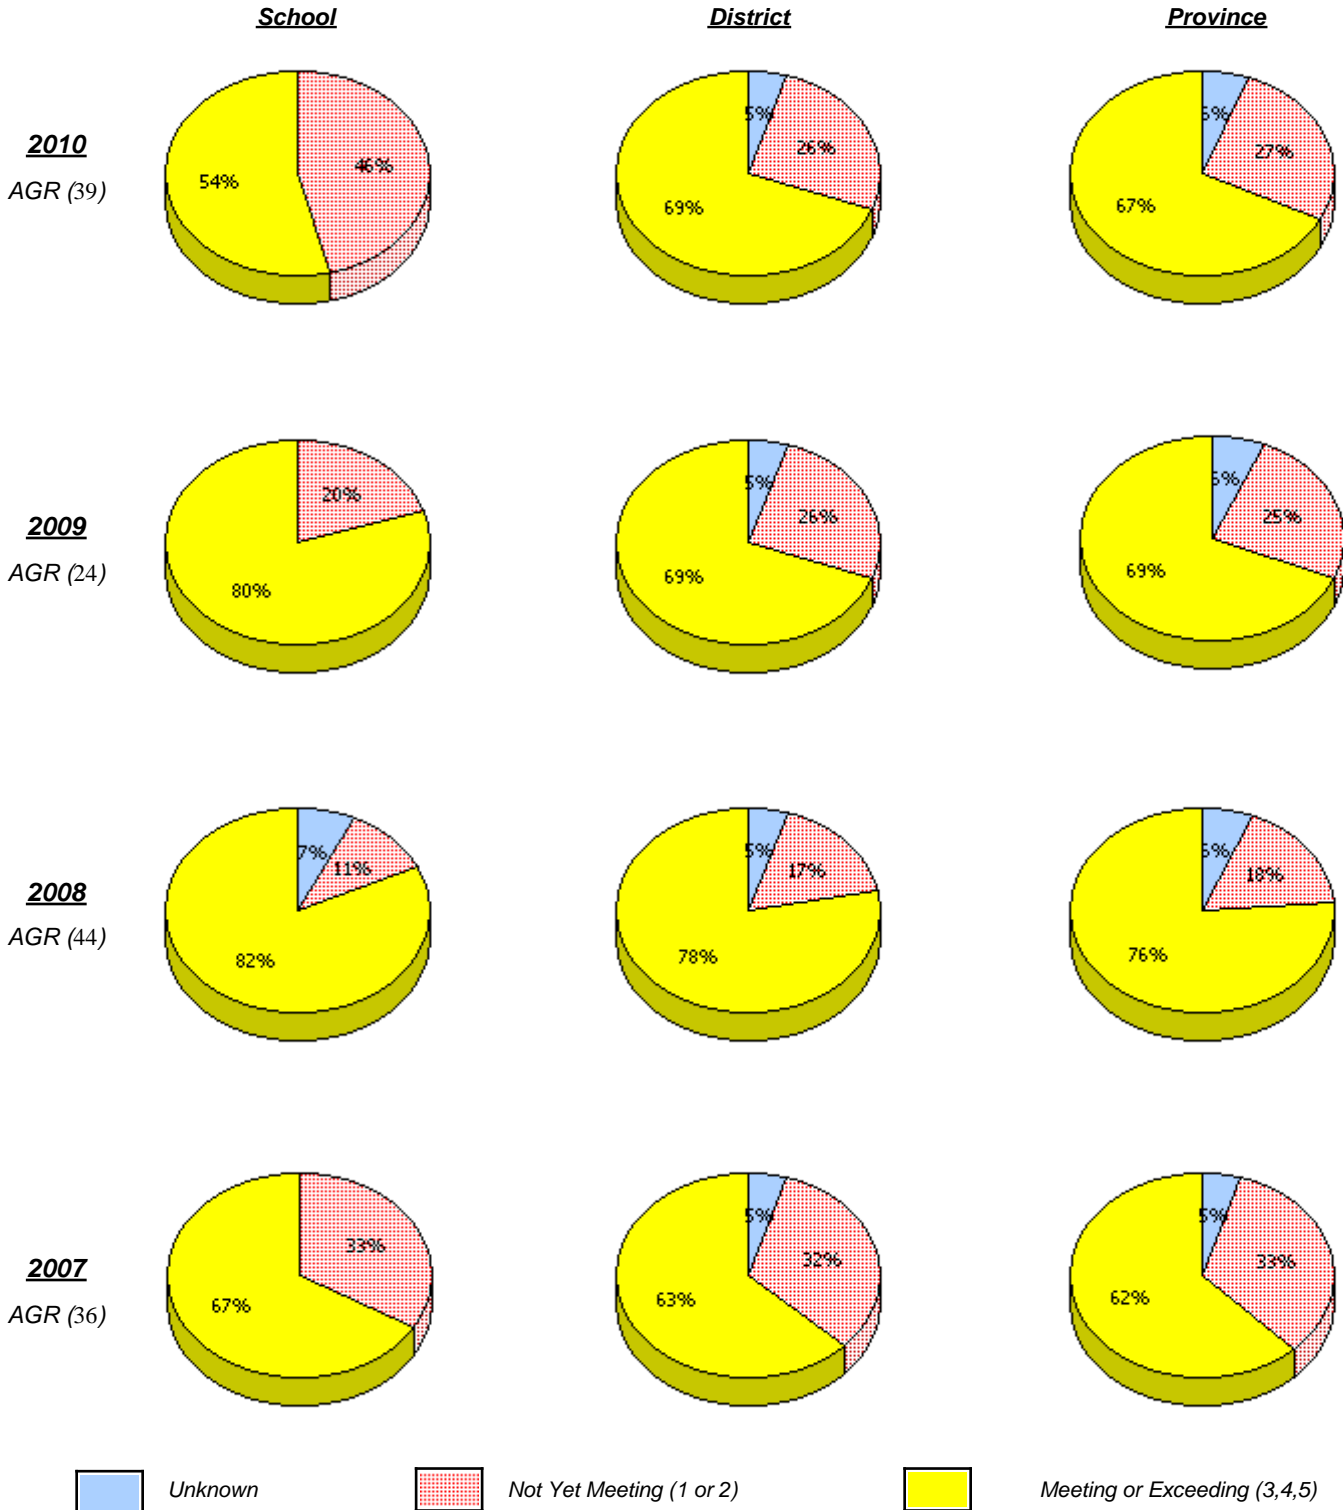 School District Province
2010
AGR (39)
54% 46%
5% 26% 69%
27% 67%
2009
AGR (24)
20% 80%
5% 26% 69%
25% 69%
2008
AGR (44)
7% 11% 82%
5% 17% 78%
18% 76%
2007
AGR (36)
33% 67%
5% 32% 63%
5% 33% 62%
Unknown Not Yet Meeting (1 or 2) Meeting or Exceeding (3,4,5)